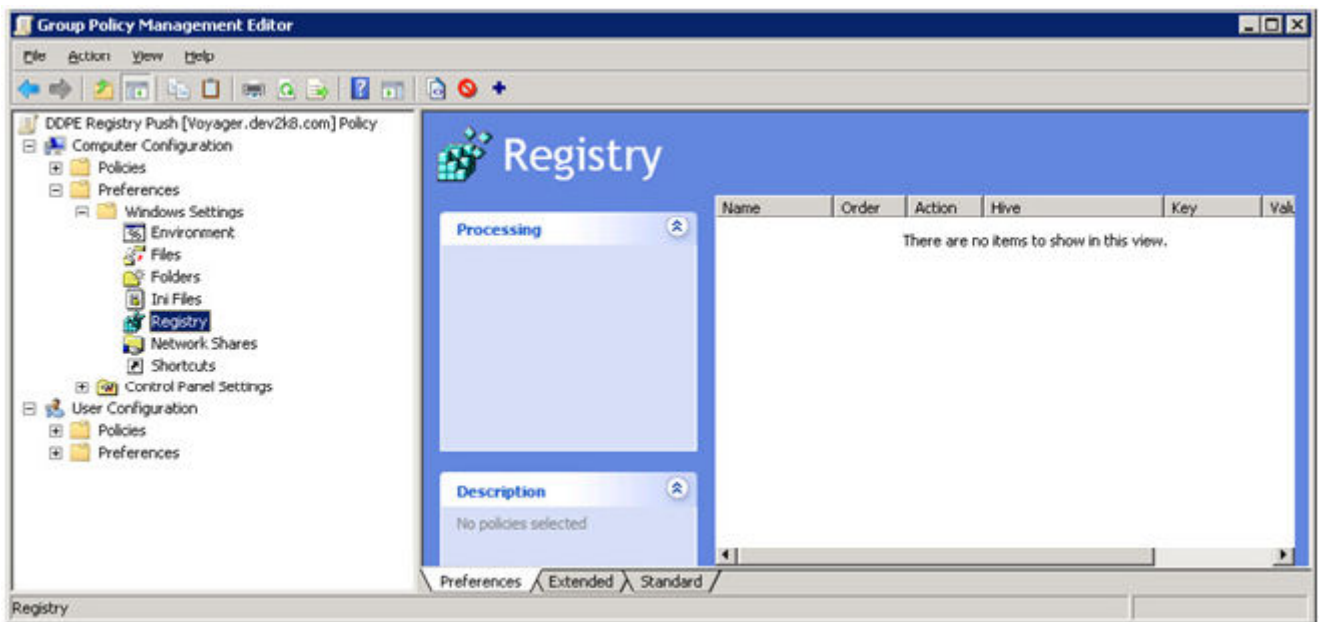 Group Policy Management Editor
File Action View Help
DDPE Registry Push [Voyager.dev2k8.com] Policy
Computer Configuration
Policies
Preferences
Windows Settings
Environment
Files
Folders
Ini Files
Registry
Network Shares
Shortcuts
Control Panel Settings
User Configuration
Policies
Preferences
Registry
Processing
Description
No policies selected
Name Order Action Hive Key Valu
There are no items to show in this view.
Preferences Extended Standard
Registry